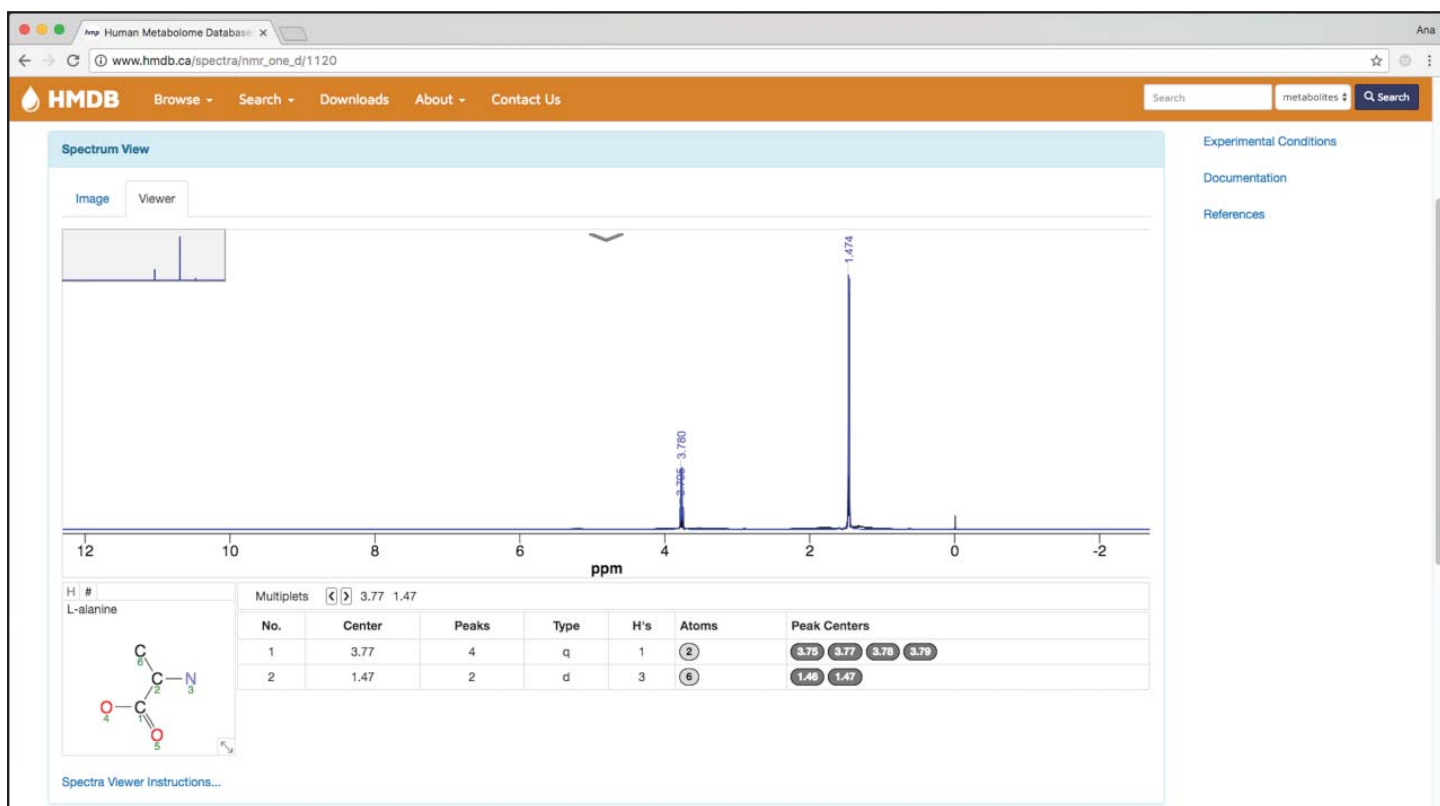 hmp Human Metabolome Database X
Ana
www.hmdb.ca/spectra/nmr_one_d/1120
HMDB Browse Search Downloads About Contact Us Search metabolites Search
Spectrum View
Experimental Conditions
Documentation
References
Image Viewer
1.474
3.780
12 10 8 6 4 2 0 -2
ppm
H #
L-alanine
C
6
C N
2 3
O C
4 1
O
5
Multiplets < > 3.77 1.47
No. Center Peaks Type H's Atoms Peak Centers
1 3.77 4 q 1 2 3.75 3.77 3.78 3.79
2 1.47 2 d 3 6 1.46 1.47
Spectra Viewer Instructions...